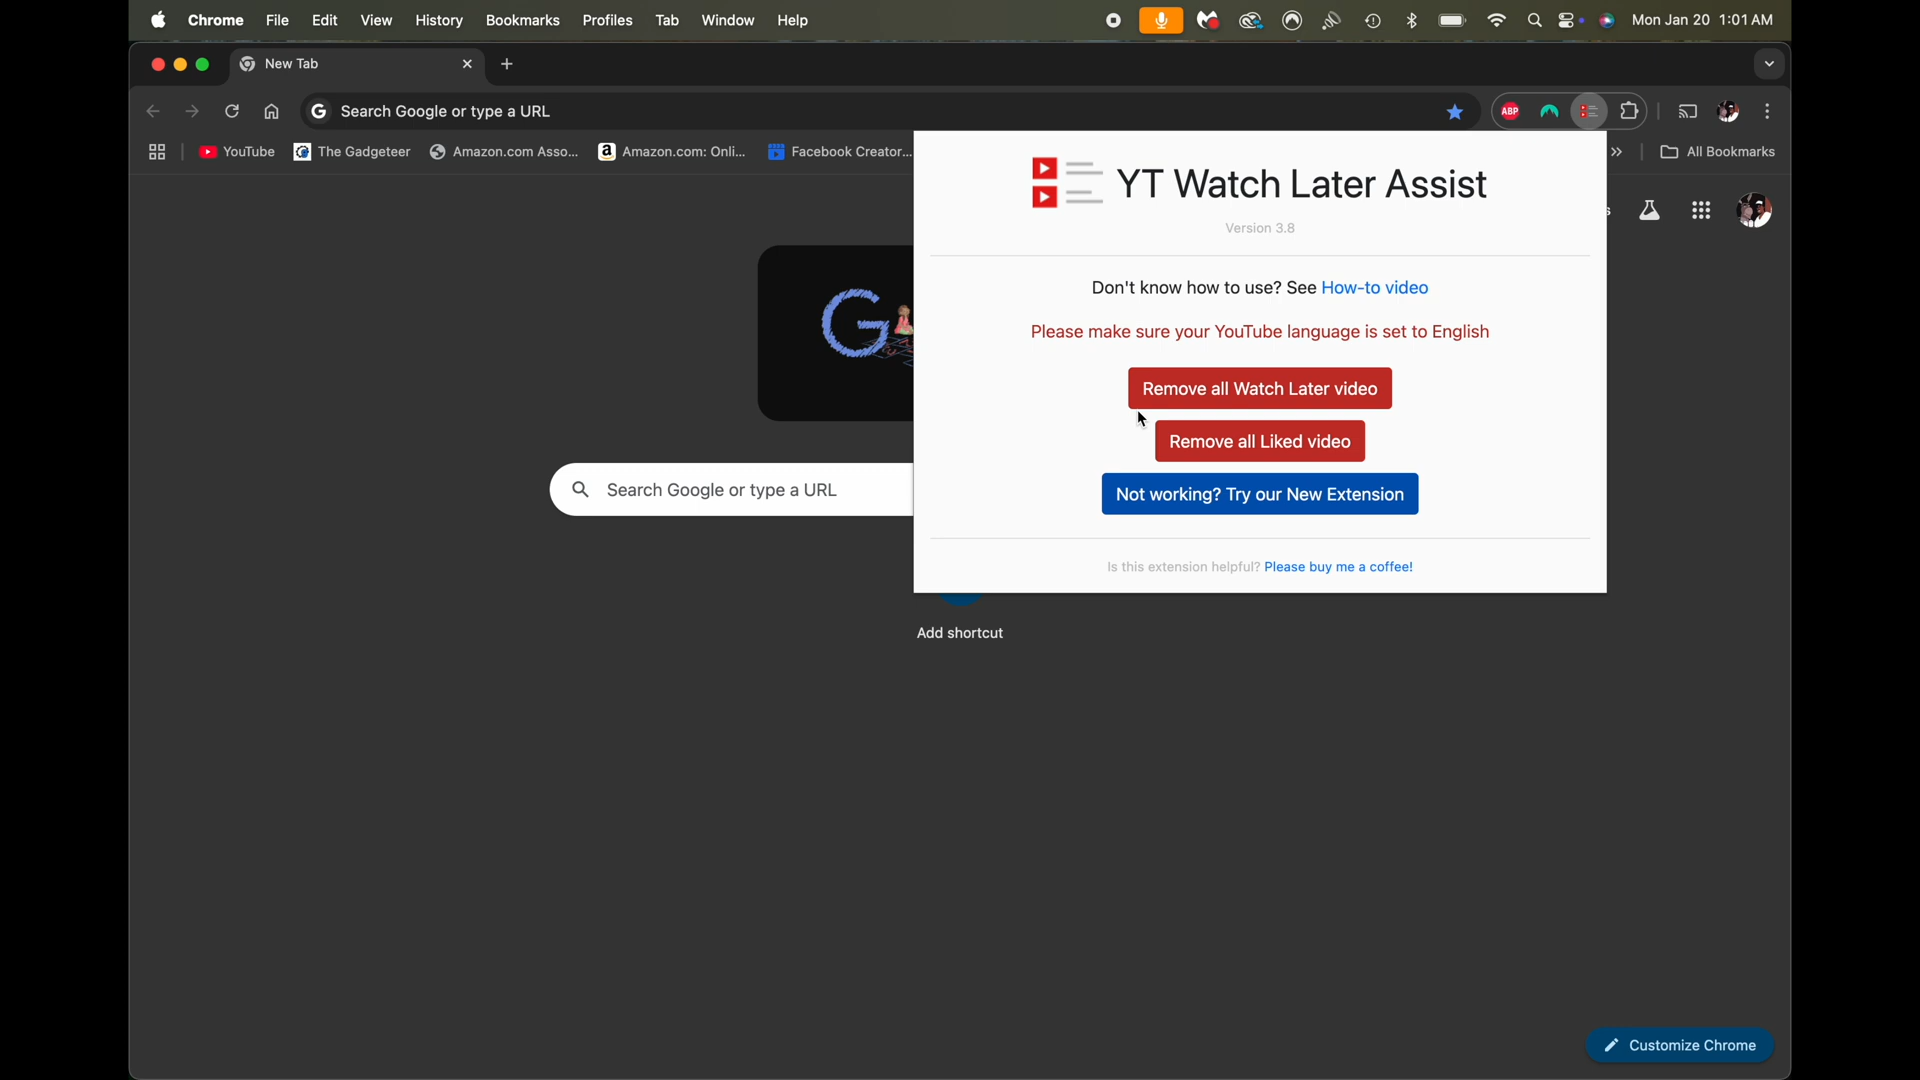 Chrome File Edit View History Bookmarks Profiles Tab Window Help Mon Jan 20 1:01 AM
New Tab
Search Google or type a URL ABP
YouTube The Gadgeteer Amazon.com Asso... Amazon.com: Onli... Facebook Creator... All Bookmarks
YT Watch Later Assist
Version 3.8
Don't know how to use? See How-to video
Please make sure your YouTube language is set to English
Remove all Watch Later video
Remove all Liked video
Search Google or type a URL
Not working? Try our New Extension
Is this extension helpful? Please buy me a coffee!
Add shortcut
Customize Chrome